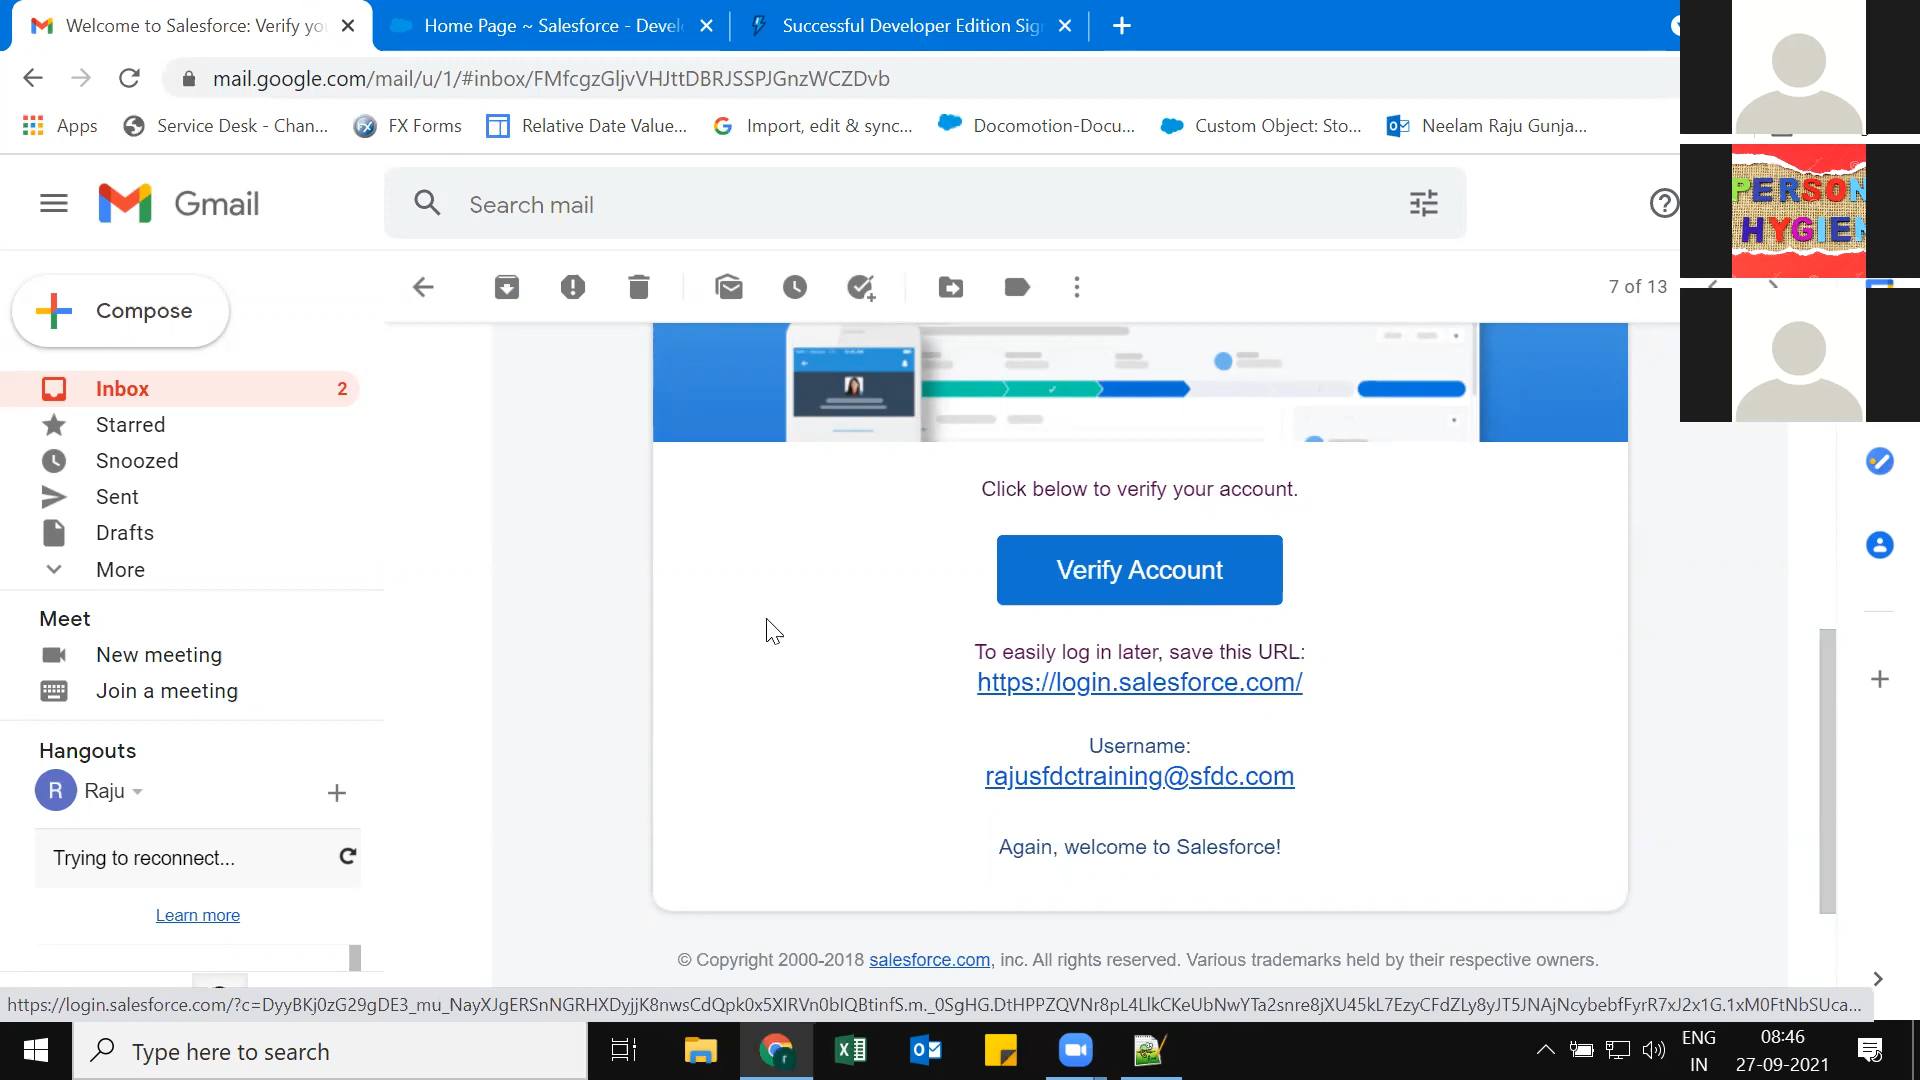 Welcome to Salesforce: Verify yo
Home Page ~ Salesforce - Devel
Successful Developer Edition Sig
mail.google.com/mail/u/1/#inbox/FMfcgzGljvVHJttDBRJSSPJGnzWCZDvb
Apps
Service Desk - Chan...
FX Forms
Relative Date Value...
Import, edit & sync...
Docomotion-Docu...
Custom Object: Sto...
Neelam Raju Gunja...
PERSON
HYGIEN
Gmail
Search mail
Compose
7 of 13
Inbox 2
Starred
Snoozed
Sent
Drafts
More
Meet
New meeting
Join a meeting
Hangouts
R Raju
Trying to reconnect...
Learn more
Click below to verify your account.
Verify Account
To easily log in later, save this URL:
https://login.salesforce.com/
Username:
rajusfdctraining@sfdc.com
Again, welcome to Salesforce!
© Copyright 2000-2018 salesforce.com, inc. All rights reserved. Various trademarks held by their respective owners.
https://login.salesforce.com/?c=DyyBKj0zG29gDE3_mu_NayXJgERSnNGRHXDyjjK8nwsCdQpk0x5XIRVn0bIQBtinfS.m._0SgHG.DtHPPZQVNr8pL4LlkCKeUbNwYTa2snre8jXU45kL7EzyCFdZLy8yJT5JNAjNcybebfFyrR7xJ2x1G.1xM0FtNbSUca...
Type here to search
ENG
IN
08:46
27-09-2021